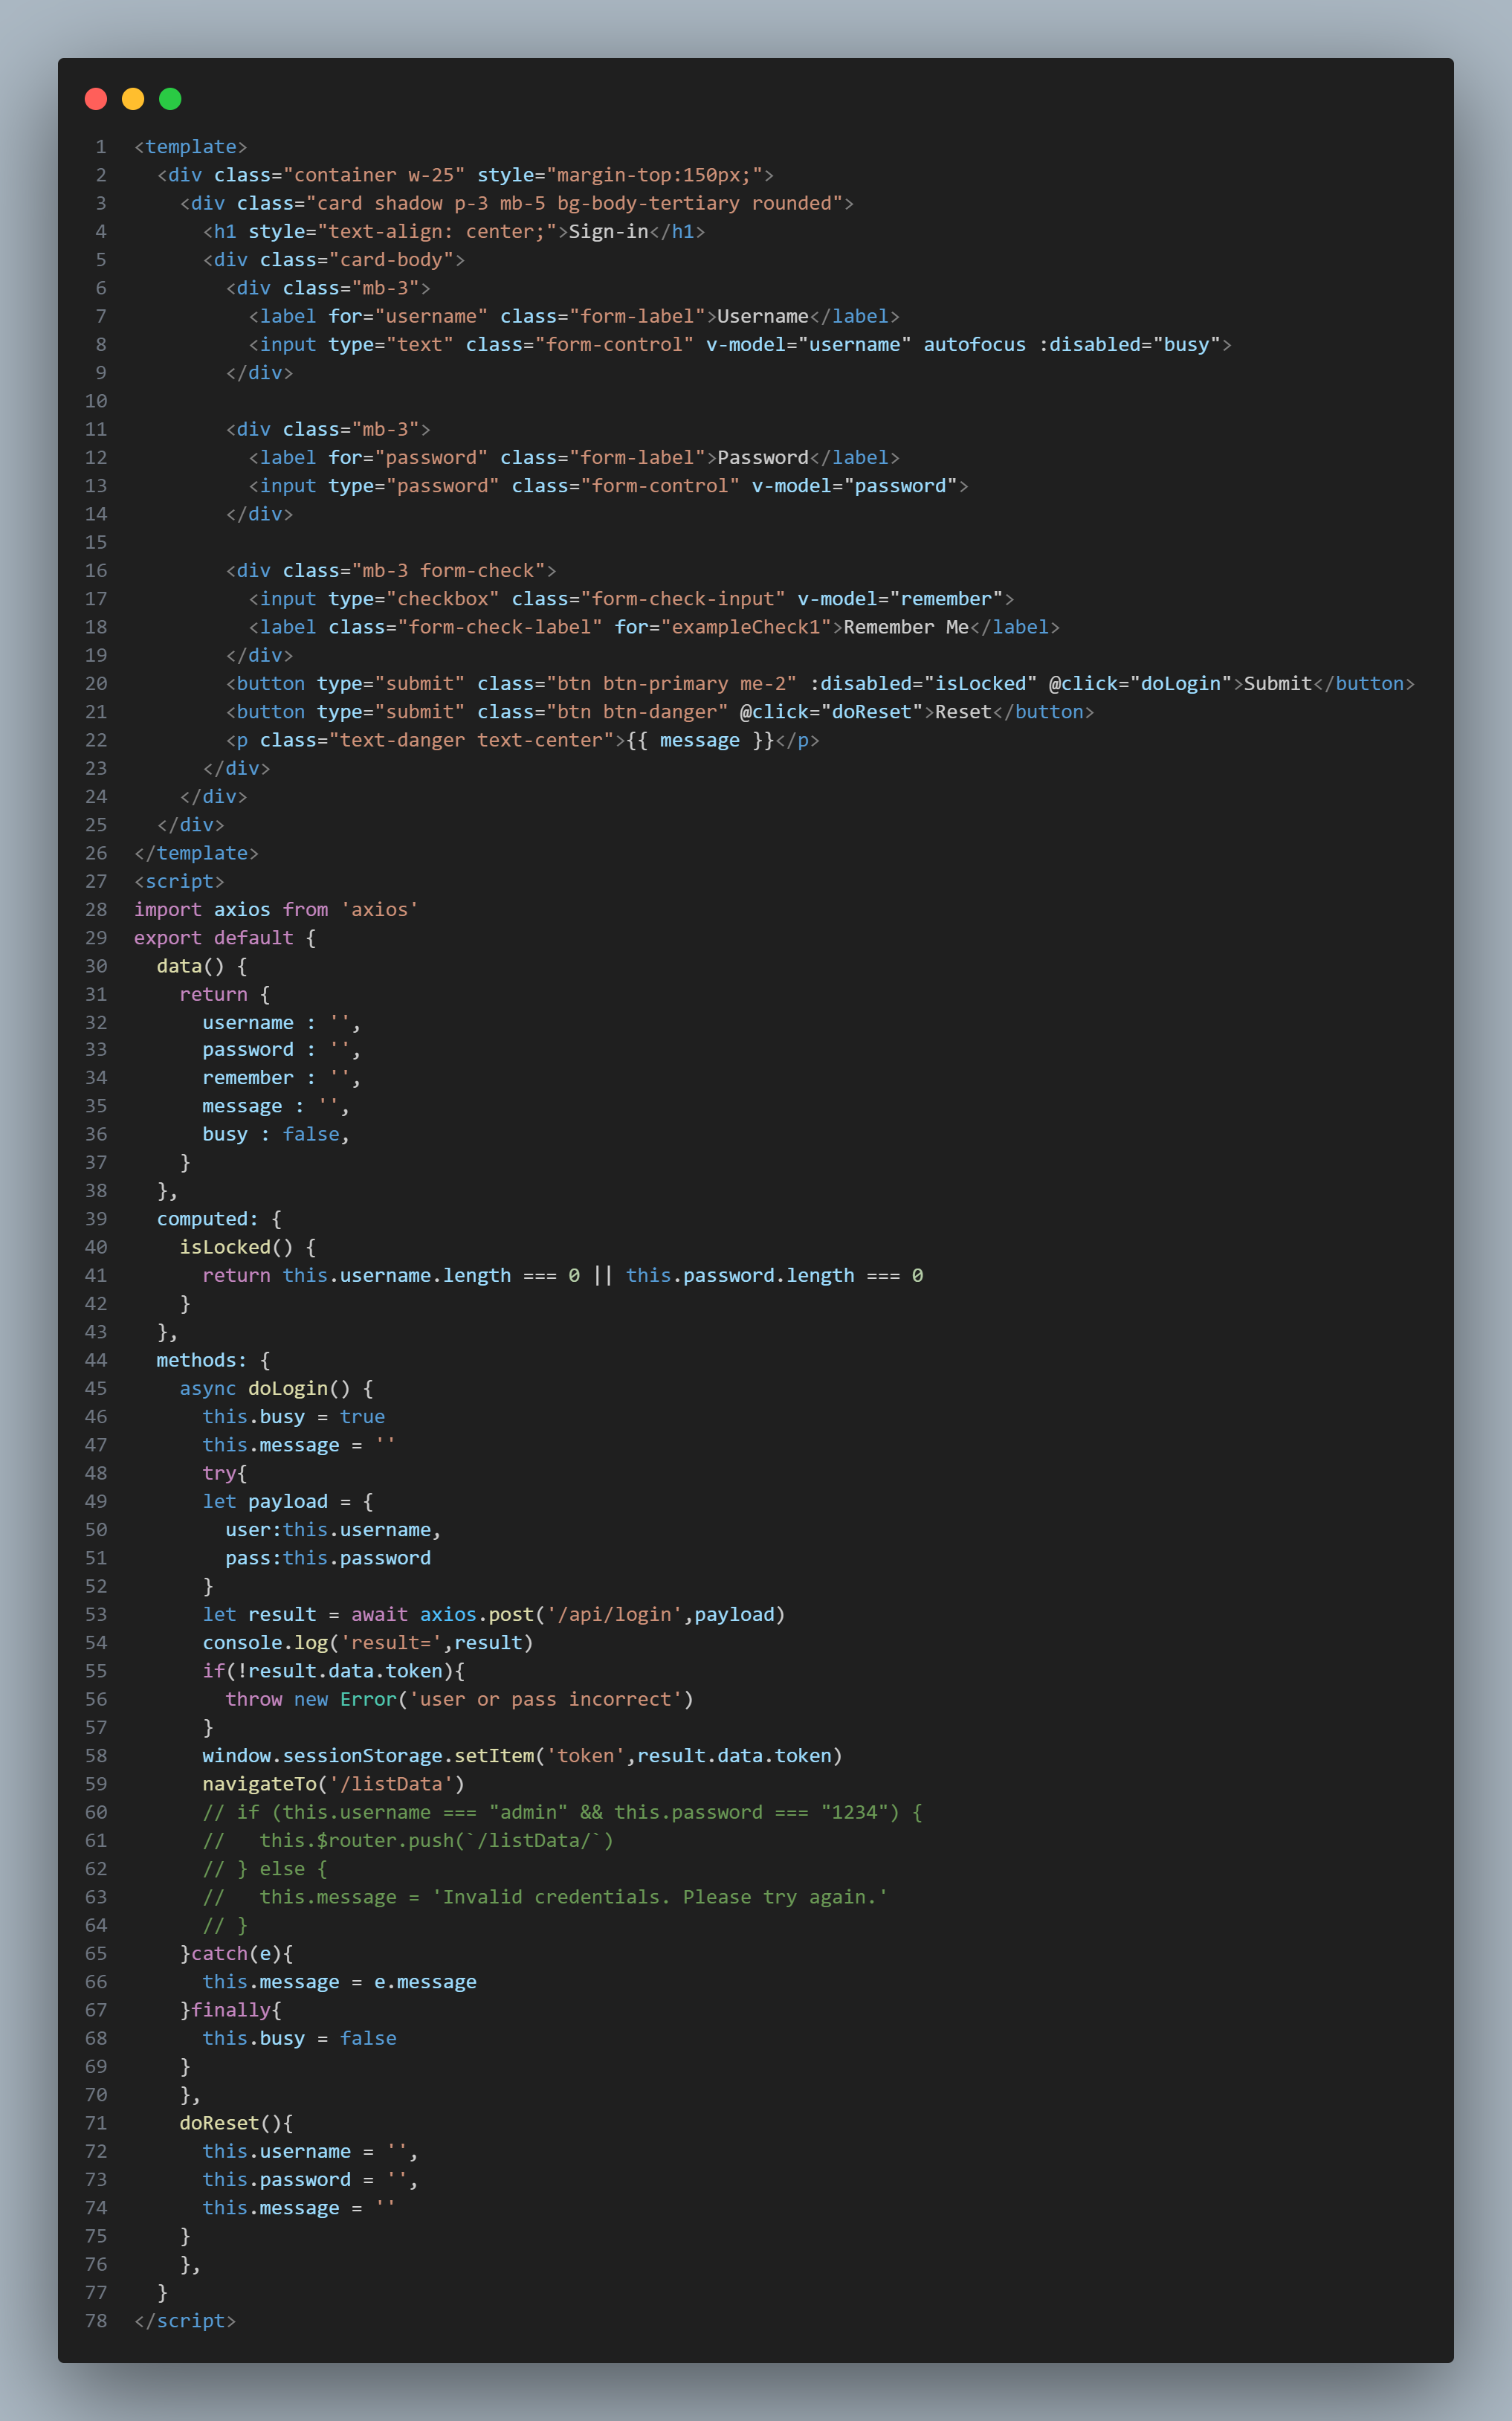 1 <template>
2   <div class="container w-25" style="margin-top:150px;">
3     <div class="card shadow p-3 mb-5 bg-body-tertiary rounded">
4       <h1 style="text-align: center;">Sign-in</h1>
5       <div class="card-body">
6         <div class="mb-3">
7           <label for="username" class="form-label">Username</label>
8           <input type="text" class="form-control" v-model="username" autofocus :disabled="busy">
9         </div>
10
11         <div class="mb-3">
12           <label for="password" class="form-label">Password</label>
13           <input type="password" class="form-control" v-model="password">
14         </div>
15
16         <div class="mb-3 form-check">
17           <input type="checkbox" class="form-check-input" v-model="remember">
18           <label class="form-check-label" for="exampleCheck1">Remember Me</label>
19         </div>
20         <button type="submit" class="btn btn-primary me-2" :disabled="isLocked" @click="doLogin">Submit</button>
21         <button type="submit" class="btn btn-danger" @click="doReset">Reset</button>
22         <p class="text-danger text-center">{{ message }}</p>
23       </div>
24     </div>
25   </div>
26 </template>
27 <script>
28 import axios from 'axios'
29 export default {
30   data() {
31     return {
32       username : '',
33       password : '',
34       remember : '',
35       message : '',
36       busy : false,
37     }
38   },
39   computed: {
40     isLocked() {
41       return this.username.length === 0 || this.password.length === 0
42     }
43   },
44   methods: {
45     async doLogin() {
46       this.busy = true
47       this.message = ''
48       try{
49       let payload = {
50         user:this.username,
51         pass:this.password
52       }
53       let result = await axios.post('/api/login',payload)
54       console.log('result=',result)
55       if(!result.data.token){
56         throw new Error('user or pass incorrect')
57       }
58       window.sessionStorage.setItem('token',result.data.token)
59       navigateTo('/listData')
60       // if (this.username === "admin" && this.password === "1234") {
61       //   this.$router.push(`/listData/`)
62       // } else {
63       //   this.message = 'Invalid credentials. Please try again.'
64       // }
65     }catch(e){
66       this.message = e.message
67     }finally{
68       this.busy = false
69     }
70     },
71     doReset(){
72       this.username = '',
73       this.password = '',
74       this.message = ''
75     }
76     },
77   }
78 </script>